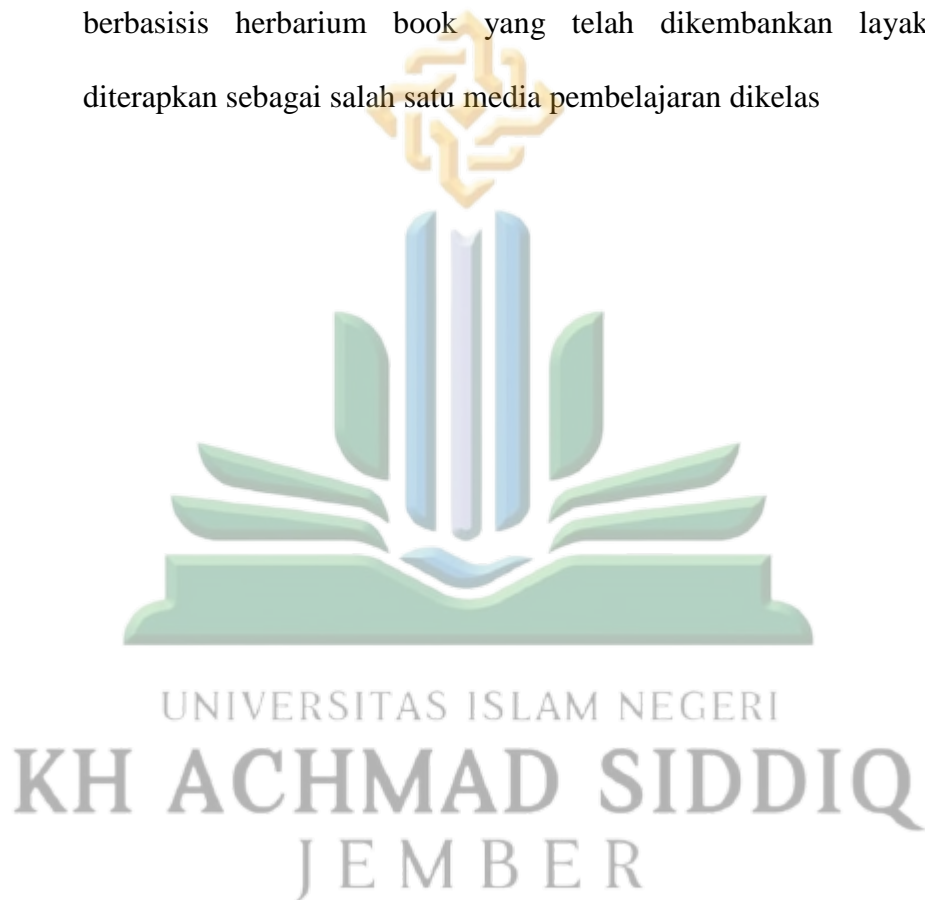 berbasisis herbarium book yang telah dikembankan layak
diterapkan sebagai salah satu media pembelajaran dikelas
UNIVERSITAS ISLAM NEGERI
KH ACHMAD SIDDIQ
JEMBER